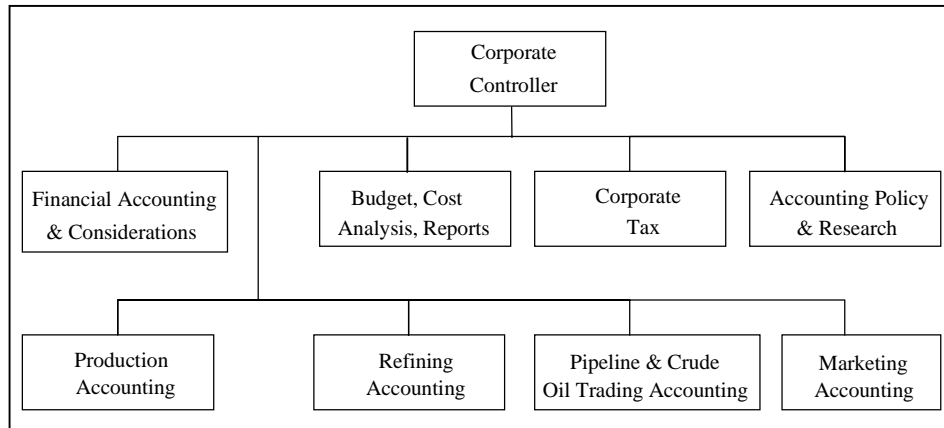 Corporate
Controller
Financial Accounting
& Considerations
Budget, Cost
Analysis, Reports
Corporate
Tax
Accounting Policy
& Research
Production
Accounting
Refining
Accounting
Pipeline & Crude
Oil Trading Accounting
Marketing
Accounting